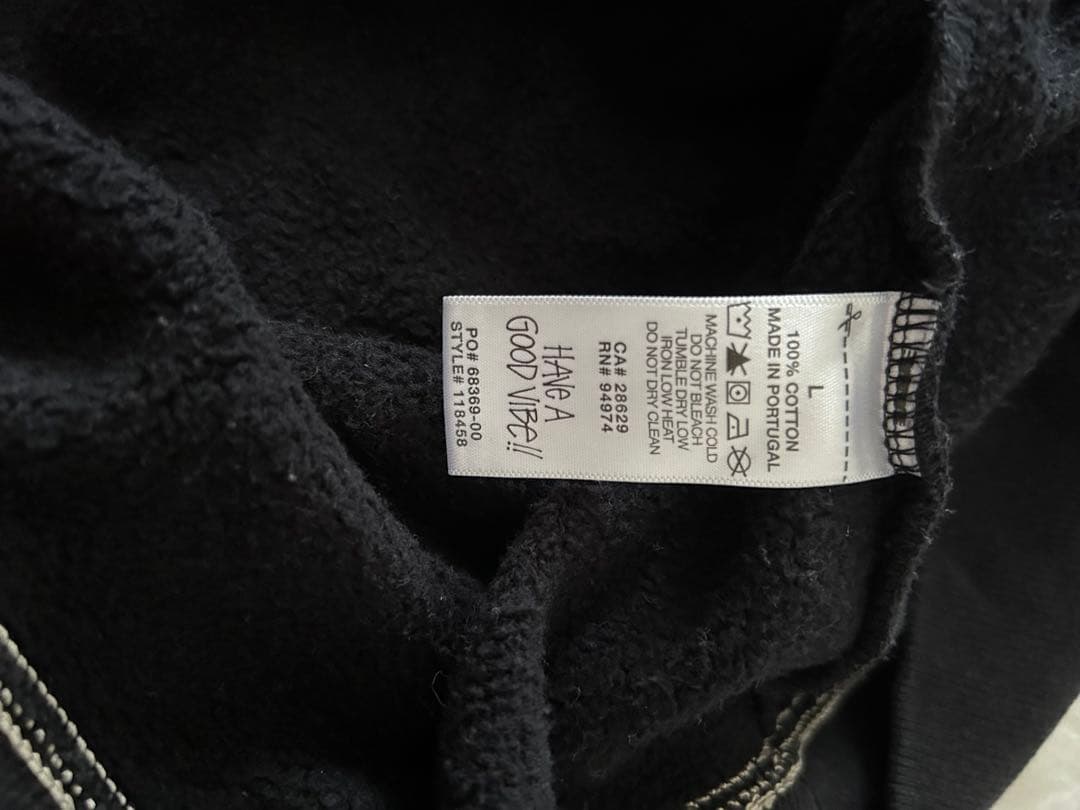 L
100% COTTON
MADE IN PORTUGAL
MACHINE WASH COLD
DO NOT BLEACH
TUMBLE DRY LOW
IRON LOW HEAT
DO NOT DRY CLEAN
CA# 28629
RN# 94974
HAVE A
GOOD VIBE!!
PO# 68369-00
STYLE# 118458